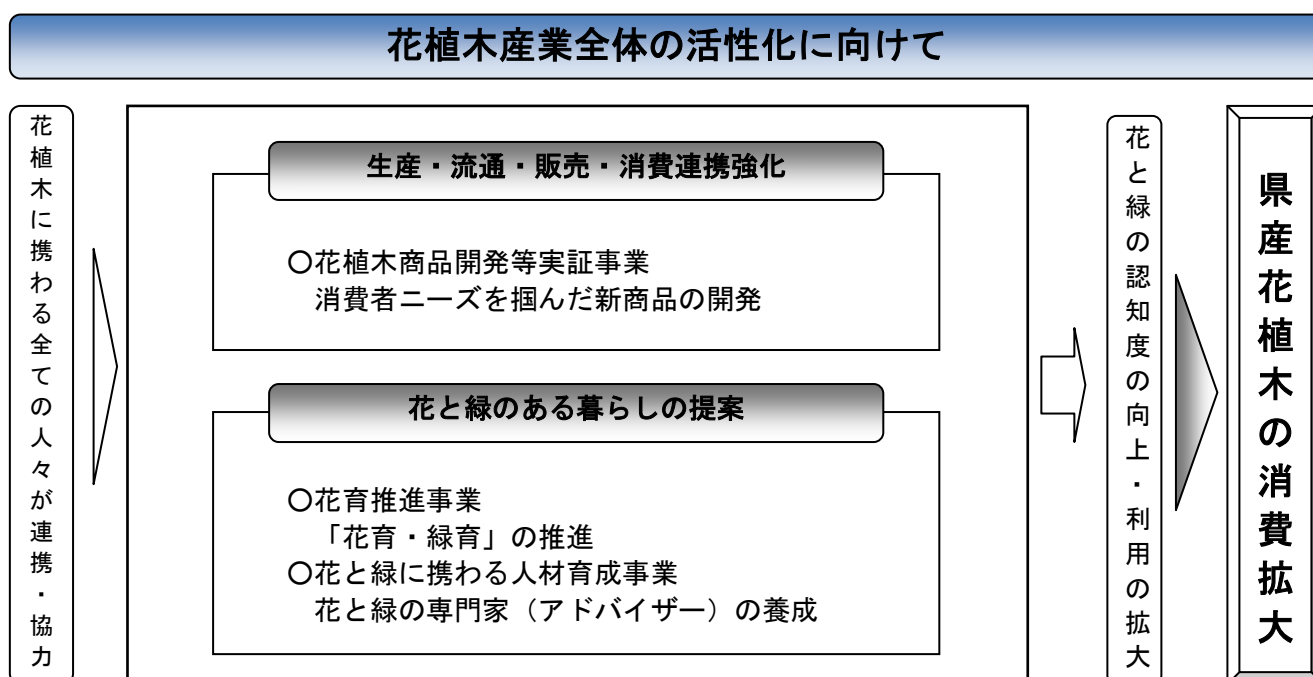 花植木産業全体の活性化に向けて
花植木に携わる全ての人々が連携・協力
生産・流通・販売・消費連携強化
〇花植木商品開発等実証事業
消費者ニーズを掴んだ新商品の開発
花と緑のある暮らしの提案
〇花育推進事業
「花育・緑育」の推進
〇花と緑に携わる人材育成事業
花と緑の専門家（アドバイザー）の養成
花と緑の認知度の向上・利用の拡大
県産花植木の消費拡大